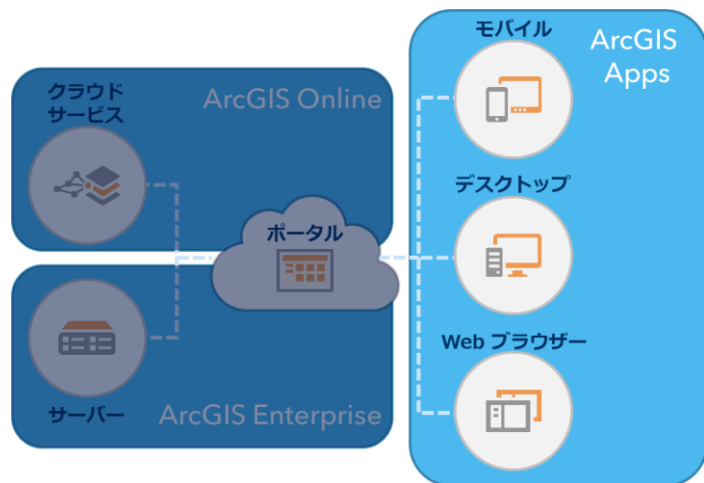 クラウド
サービス
ArcGIS Online
ポータル
サーバー
ArcGIS Enterprise
ArcGIS
Apps
モバイル
デスクトップ
Web ブラウザー